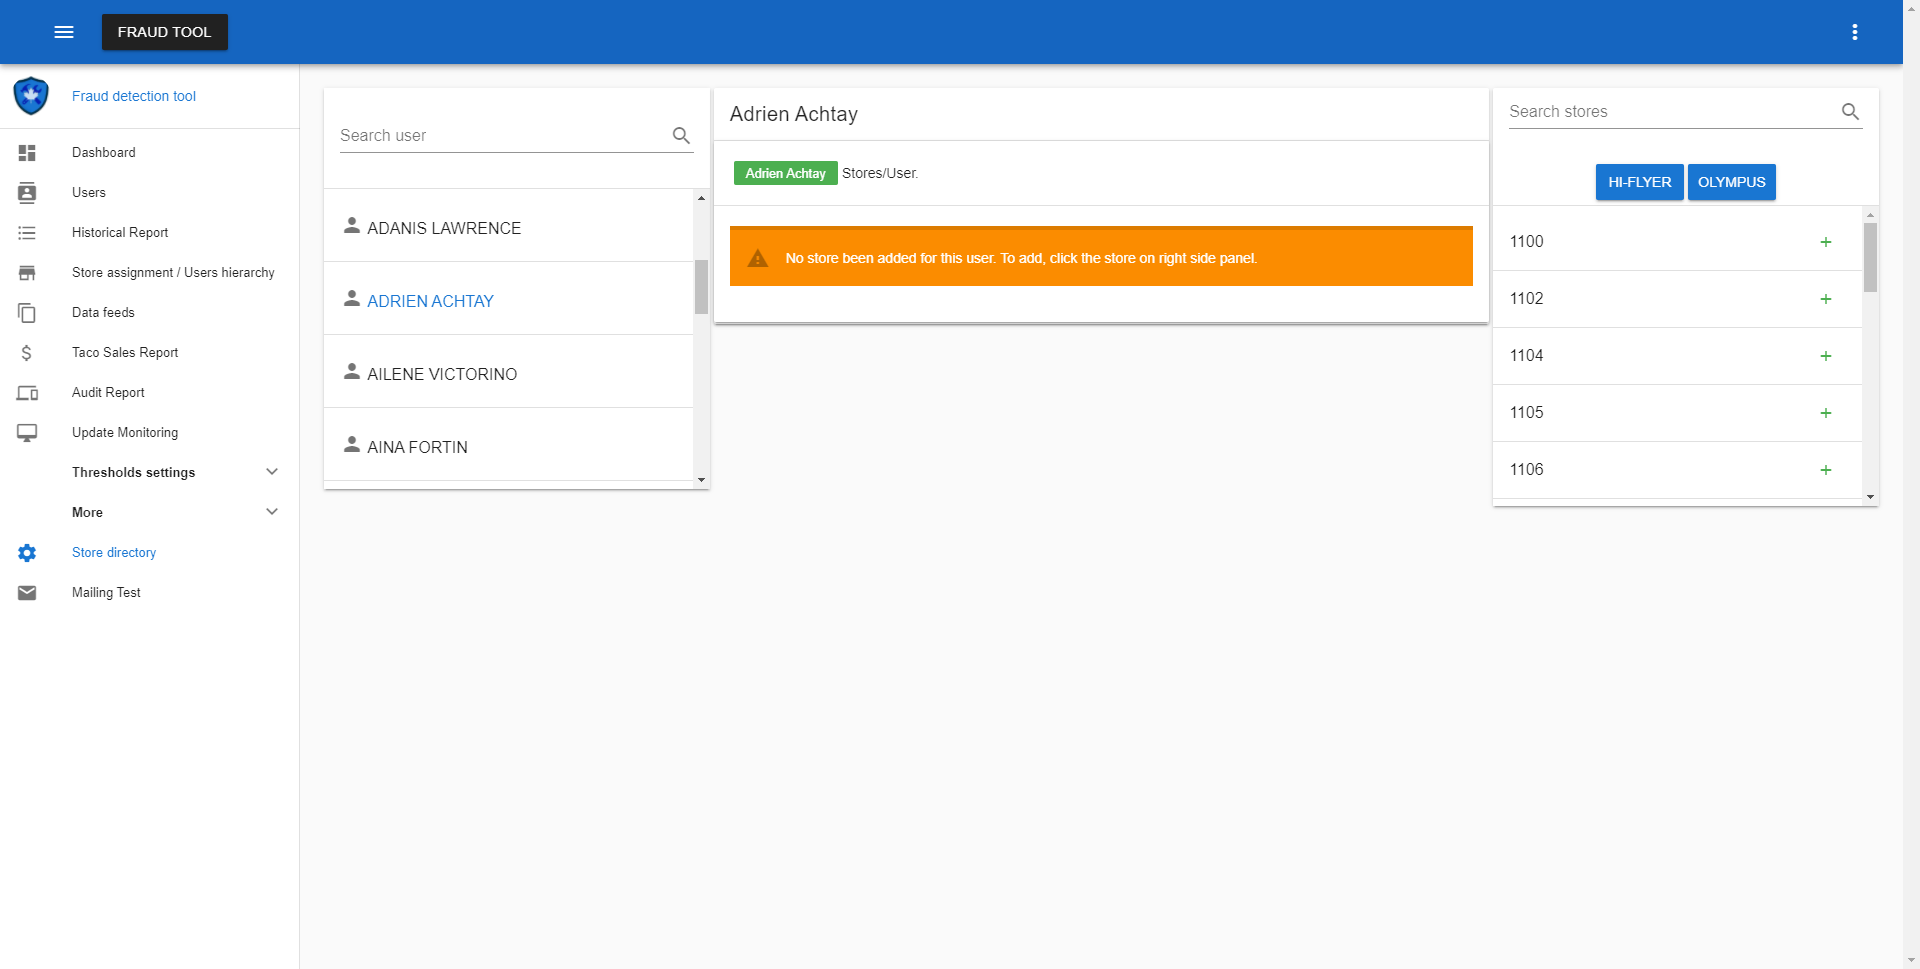 FRAUD TOOL
Fraud detection tool
Dashboard
Users
Historical Report
Store assignment / Users hierarchy
Data feeds
Taco Sales Report
Audit Report
Update Monitoring
Thresholds settings
More
Store directory
Mailing Test
Search user
ADANIS LAWRENCE
ADRIEN ACHTAY
AILENE VICTORINO
AINA FORTIN
Adrien Achtay
Adrien Achtay Stores/User.
No store been added for this user. To add, click the store on right side panel.
Search stores
HI-FLYER OLYMPUS
1100 +
1102 +
1104 +
1105 +
1106 +